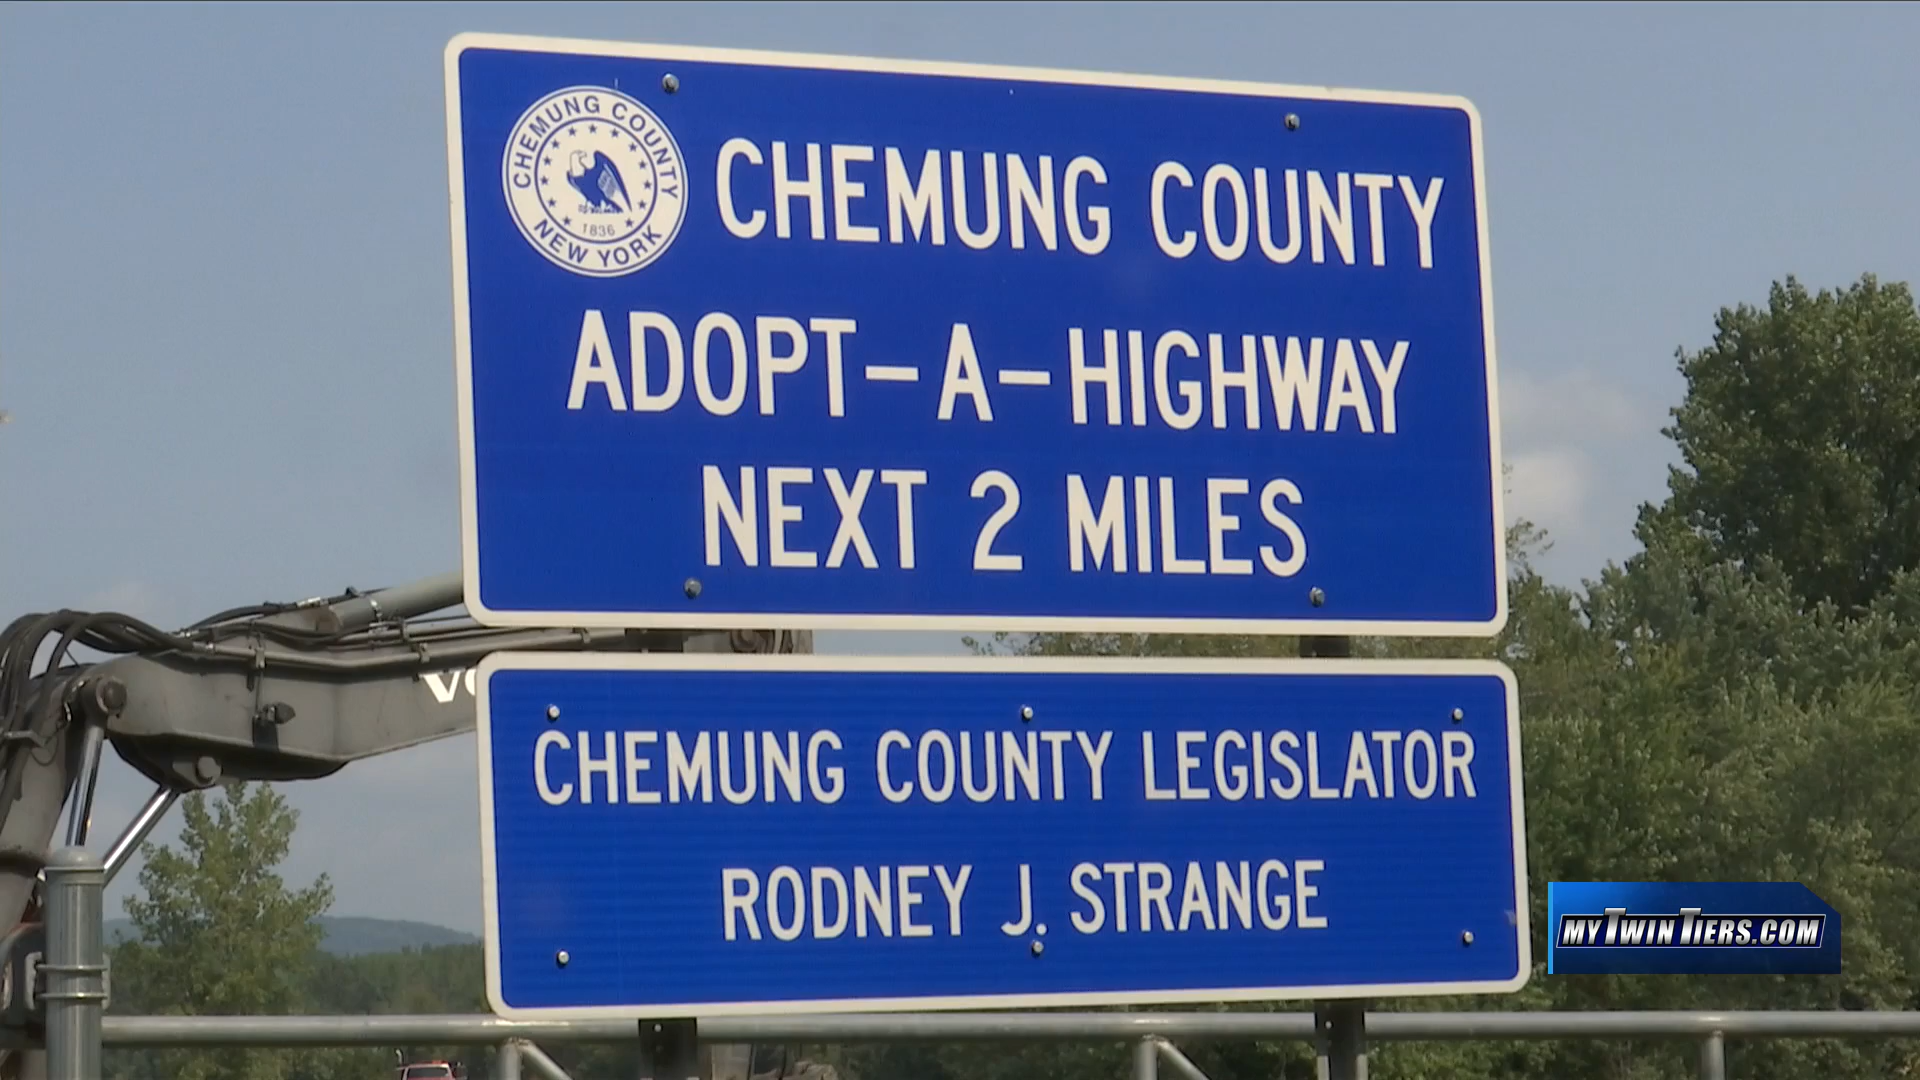 CHEMUNG COUNTY
1836
NEW YORK
CHEMUNG COUNTY
ADOPT-A-HIGHWAY
NEXT 2 MILES
CHEMUNG COUNTY LEGISLATOR
RODNEY J. STRANGE
MYTWINTIERS.COM